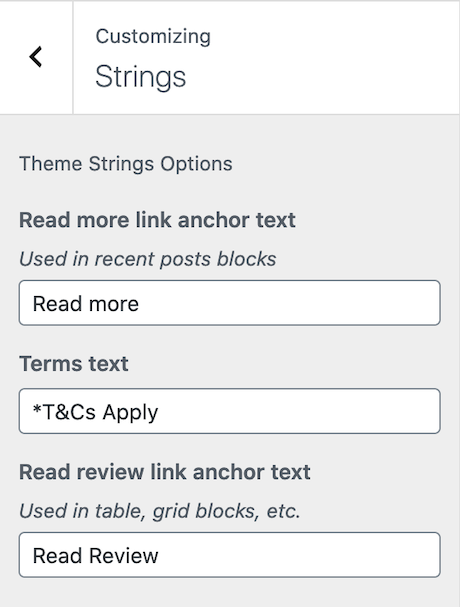 Customizing
Strings
Theme Strings Options
Read more link anchor text
Used in recent posts blocks
Read more
Terms text
*T&Cs Apply
Read review link anchor text
Used in table, grid blocks, etc.
Read Review